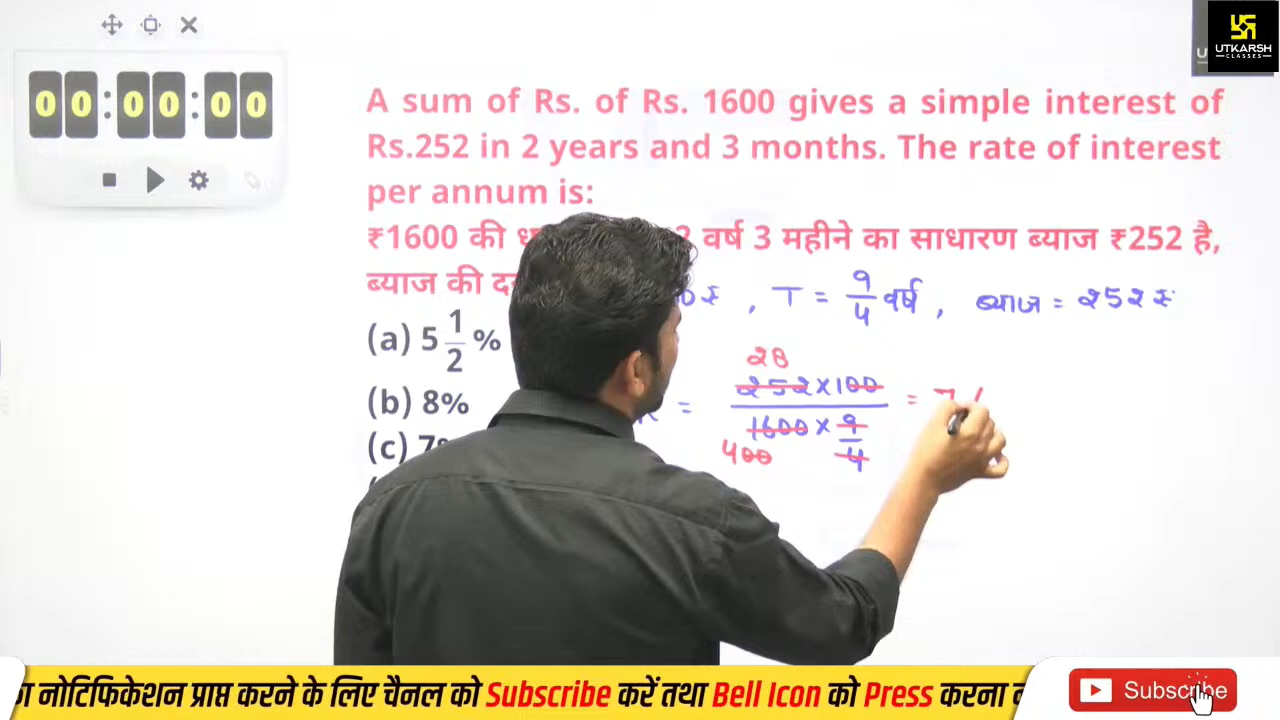 UTKARSH
CLASSES
00:00:00
A sum of Rs. of Rs. 1600 gives a simple interest of
Rs.252 in 2 years and 3 months. The rate of interest
per annum is:
₹1600 की वर्ष 3 महीने का साधारण ब्याज ₹252 है,
ब्याज की
, T = 9/4 वर्ष , ब्याज = 252 ₹
(a) 5 1/2 %
28
= 252 × 100 / 1600 × 9/4 = 7
400
(b) 8%
(c)
नोटिफिकेशन प्राप्त करने के लिए चैनल को Subscribe करें तथा Bell Icon को Press करना
Subscribe